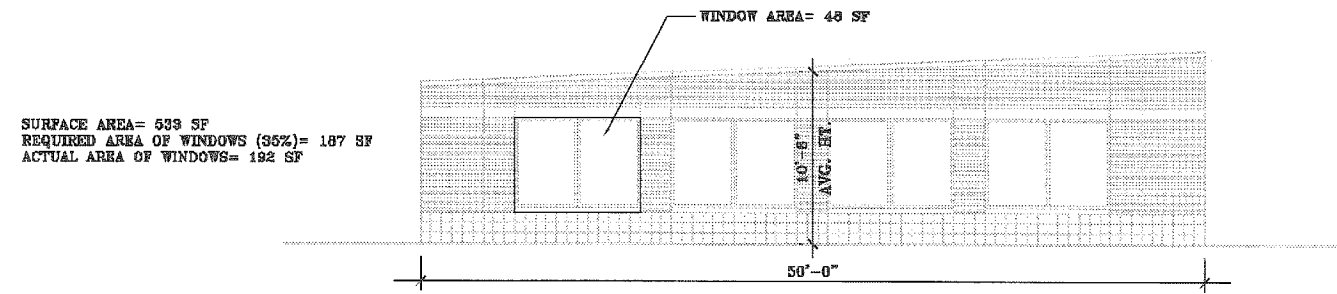 WINDOW AREA= 48 SF
SURFACE AREA= 533 SF
REQUIRED AREA OF WINDOWS (35%)= 187 SF
ACTUAL AREA OF WINDOWS= 192 SF
10'-8"
AVG. HT.
50'-0"